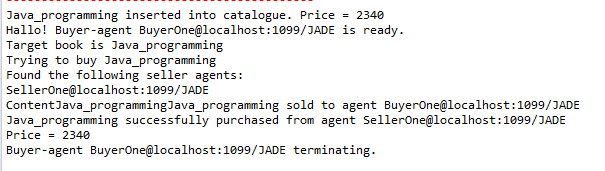 Java_programming inserted into catalogue. Price = 2340
Hallo! Buyer-agent BuyerOne@localhost:1099/JADE is ready.
Target book is Java_programming
Trying to buy Java_programming
Found the following seller agents:
SellerOne@localhost:1099/JADE
ContentJava_programmingJava_programming sold to agent BuyerOne@localhost:1099/JADE
Java_programming successfully purchased from agent SellerOne@localhost:1099/JADE
Price = 2340
Buyer-agent BuyerOne@localhost:1099/JADE terminating.